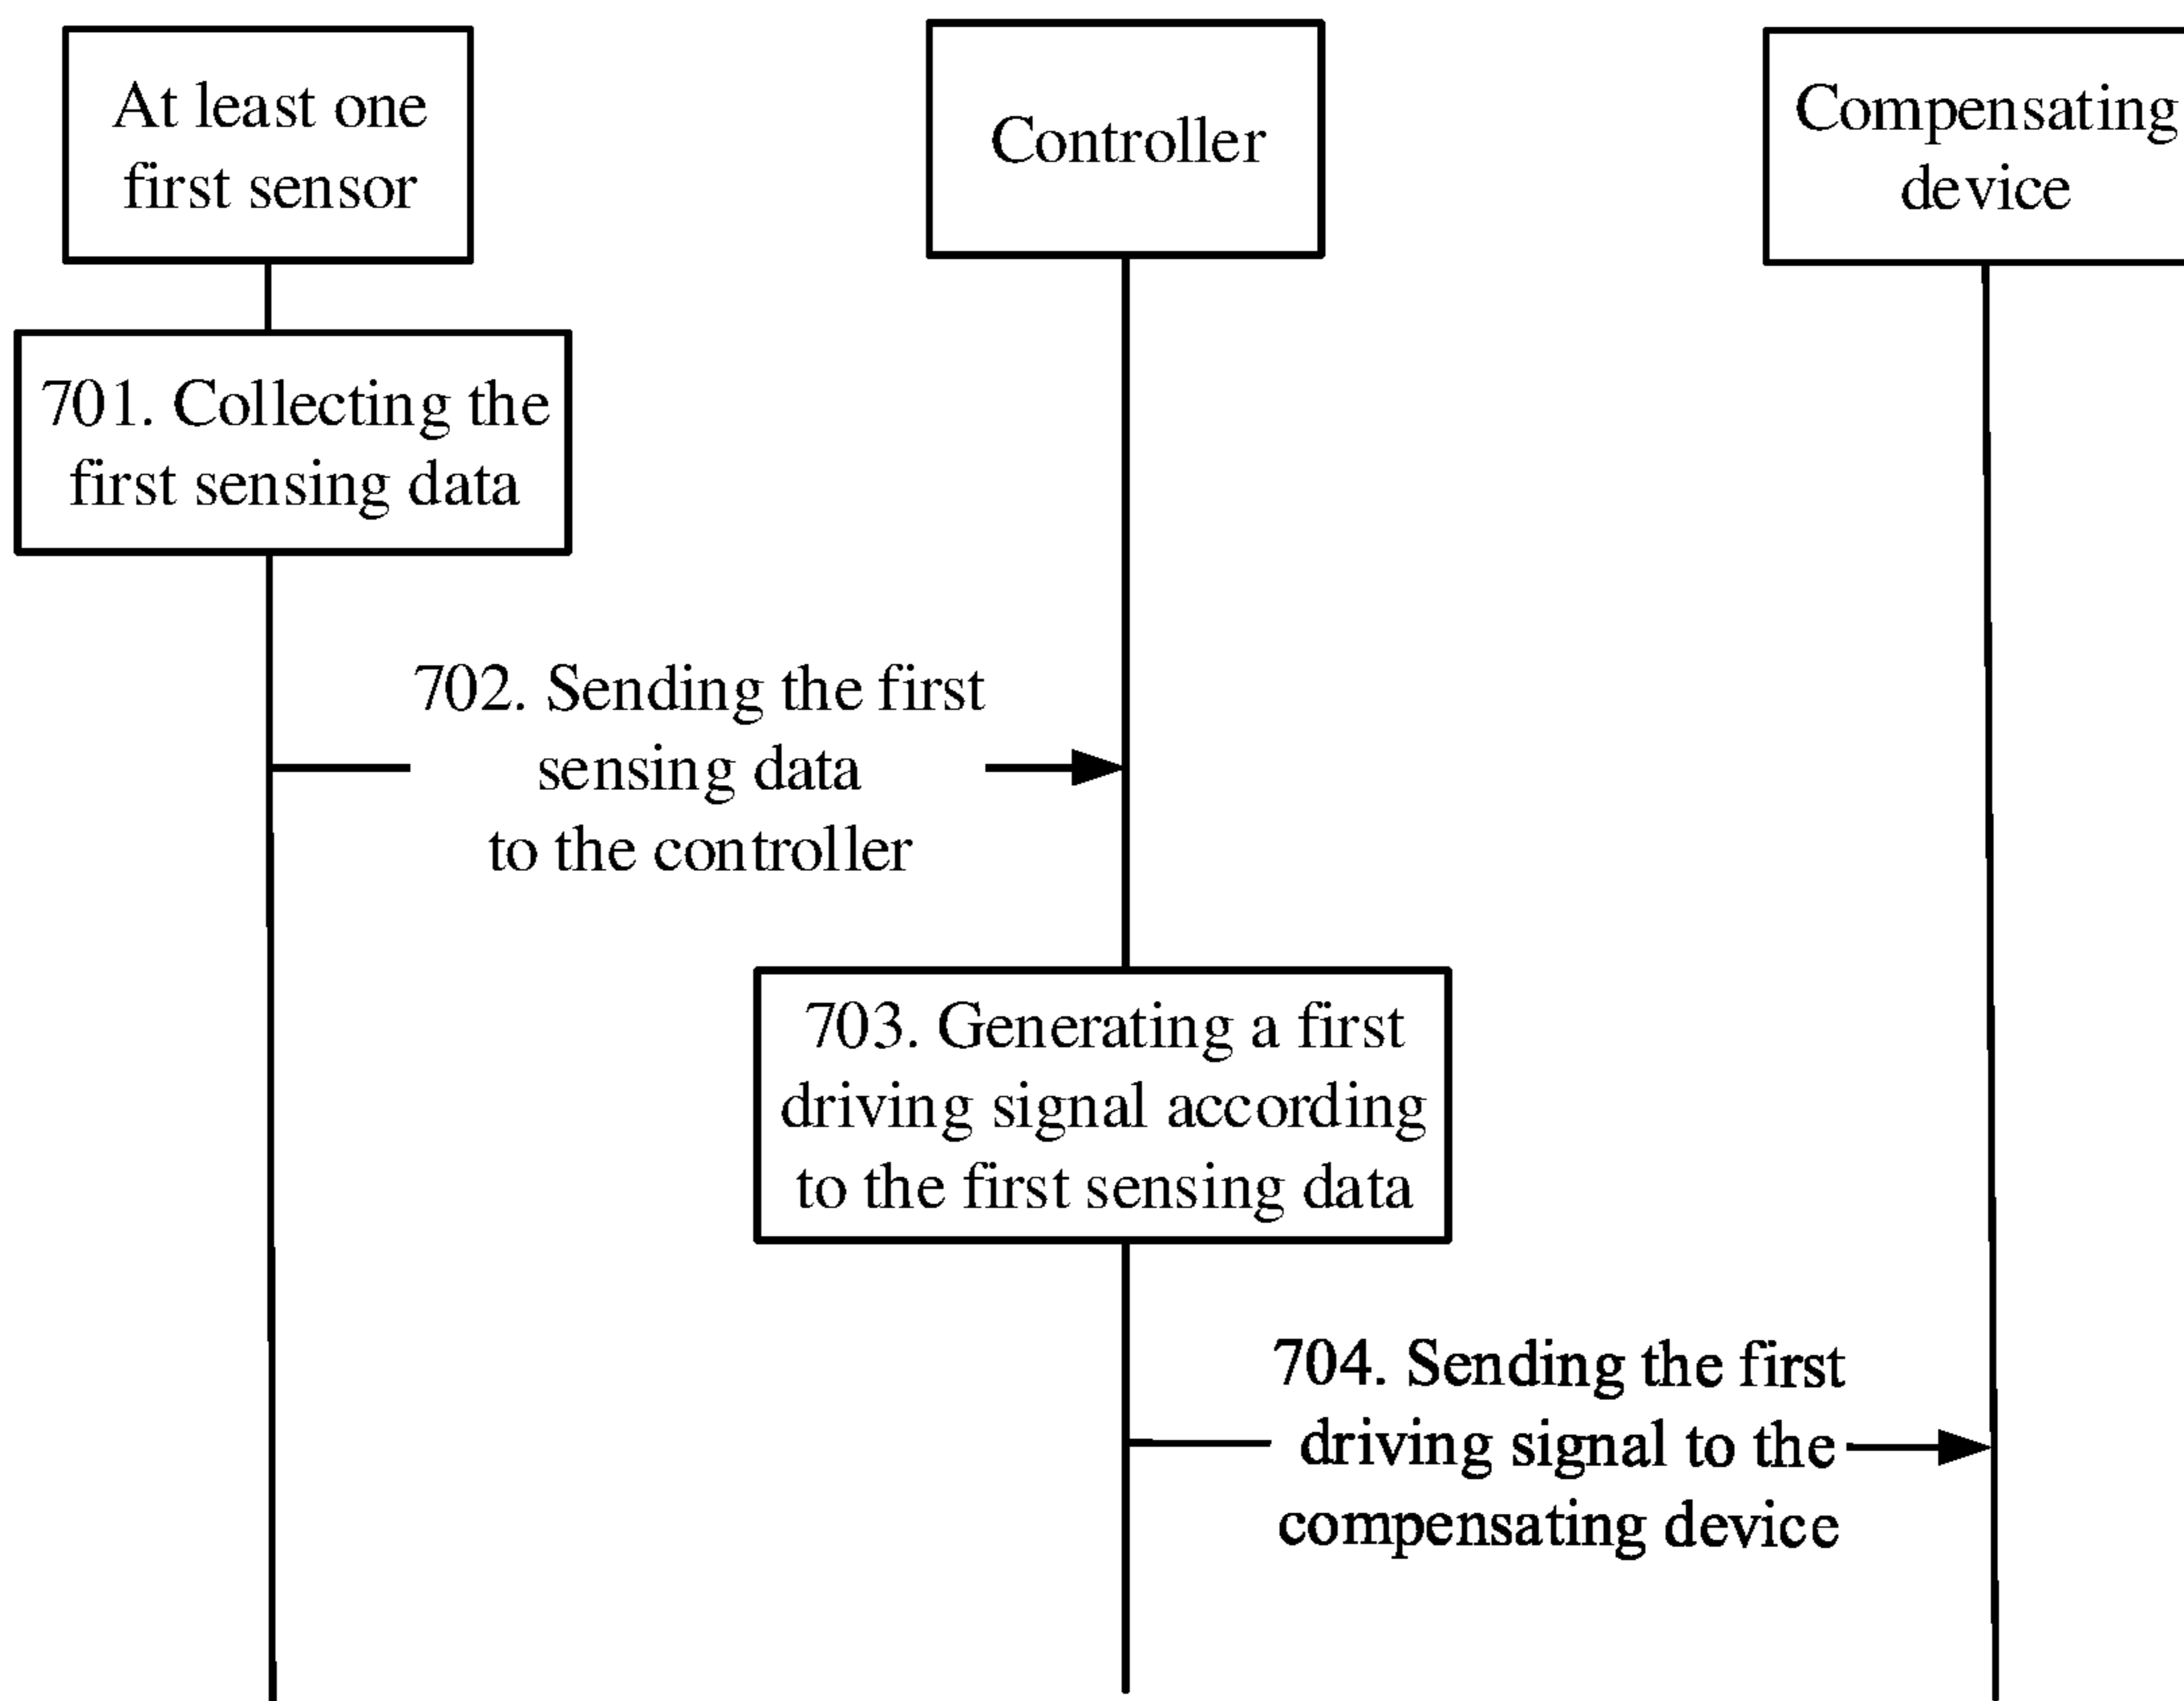 At least one
first sensor
Controller
Compensating
device
701. Collecting the
first sensing data
702. Sending the first
sensing data
to the controller
703. Generating a first
driving signal according
to the first sensing data
704. Sending the first
driving signal to the
compensating device